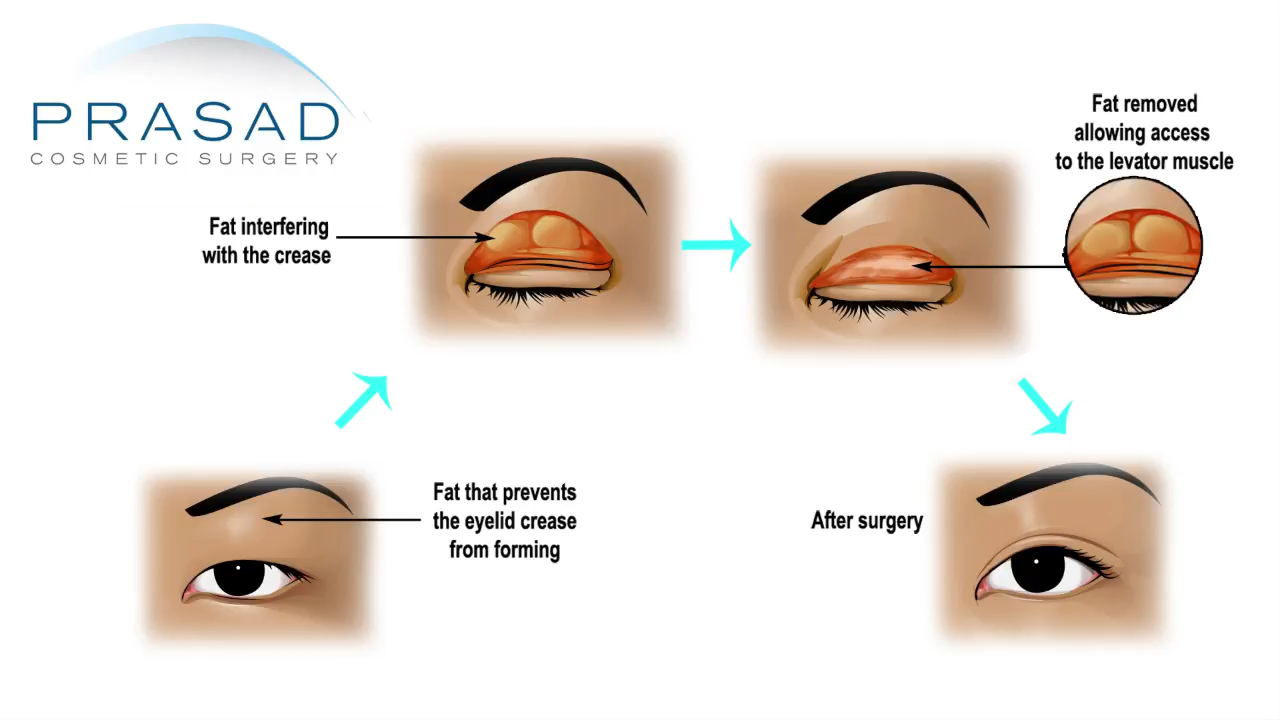 PRASAD
COSMETIC SURGERY
Fat interfering
with the crease
Fat removed
allowing access
to the levator muscle
Fat that prevents
the eyelid crease
from forming
After surgery